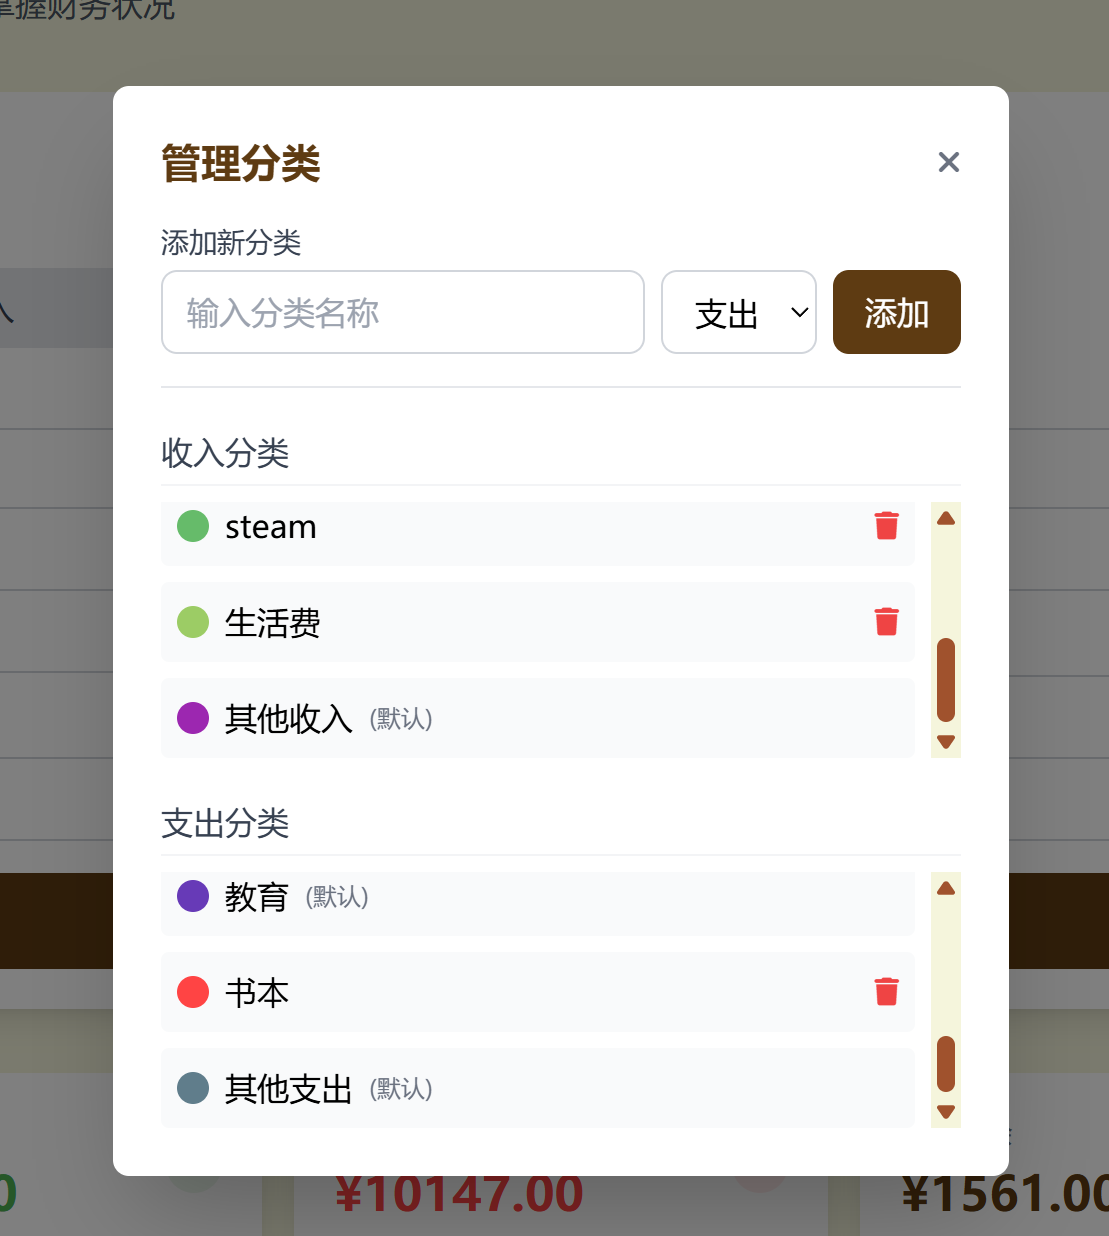 掌握财务状况
管理分类
添加新分类
输入分类名称
支出
添加
收入分类
steam
生活费
其他收入 (默认)
支出分类
教育 (默认)
书本
其他支出 (默认)
¥10147.00
¥1561.00